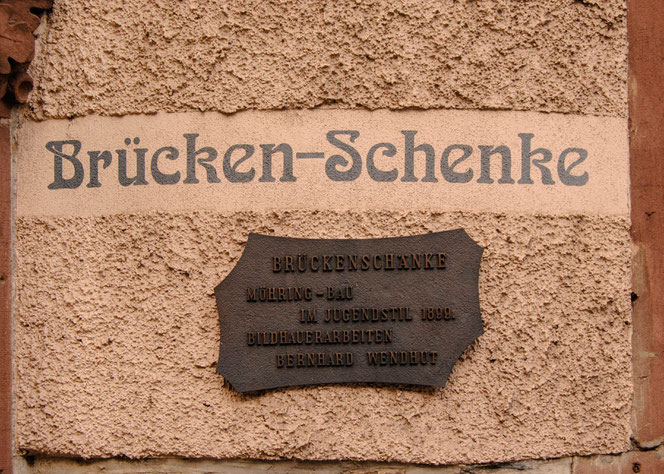 Brücken-Schenke
BRÜCKENSCHÄNKE
MÖHRING-BAU
IM JUGENDSTIL 1899.
BILDHAUERARBEITEN
BERNHARD WENDHUT